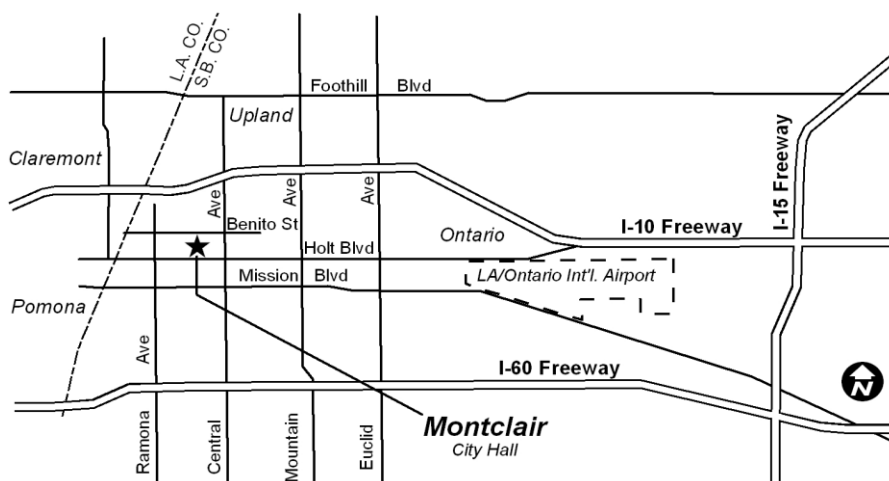 L.A. CO.
S.B. CO.
Foothill Blvd
Upland
Claremont
I-15 Freeway
Ave
Ave
Ave
Benito St
I-10 Freeway
Ontario
Holt Blvd
Mission Blvd
LA/Ontario Int'l. Airport
Pomona
Ave
I-60 Freeway
N
Montclair
City Hall
Ramona
Central
Mountain
Euclid